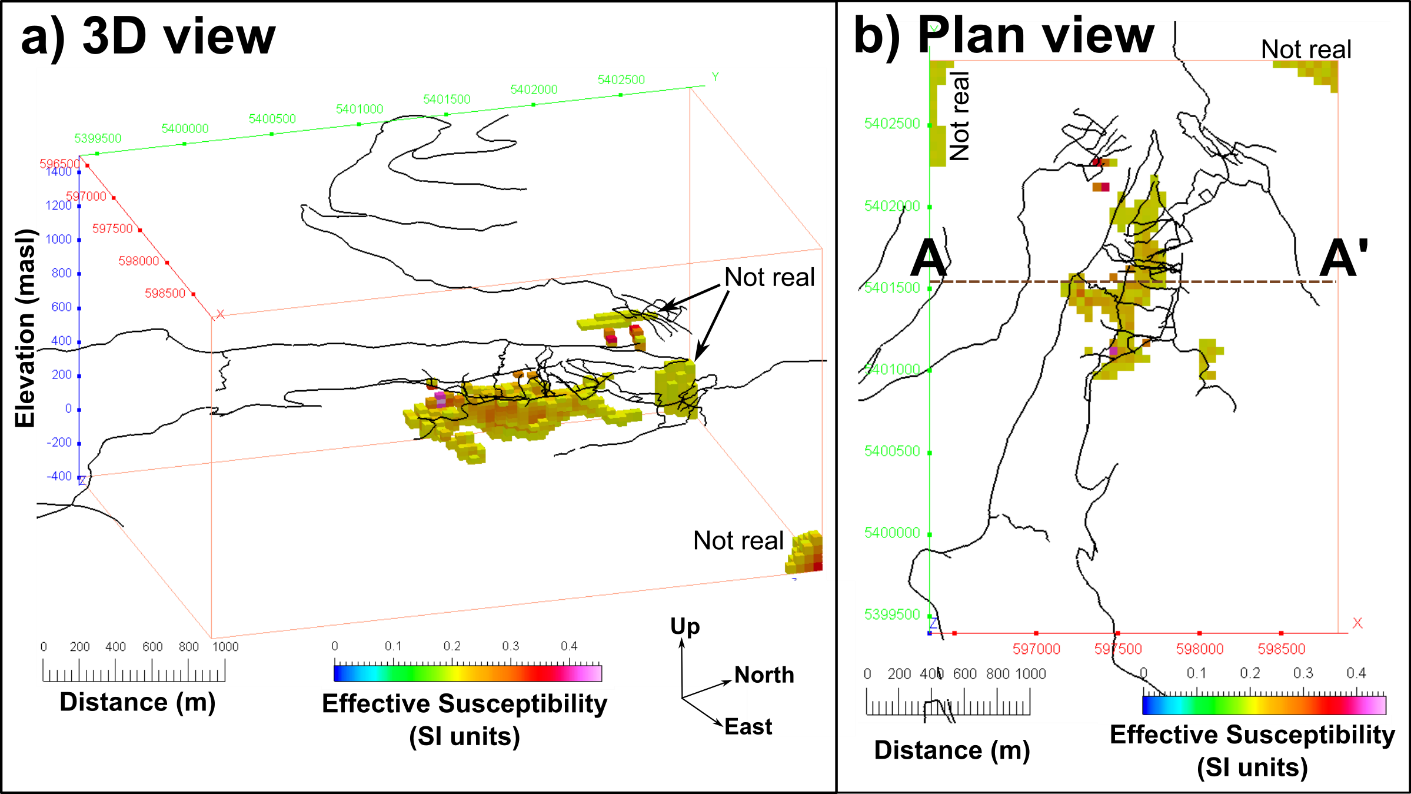 a) 3D view
5399500
5400000
5400500
5401000
5401500
5402000
5402500
Y
596500
597000
597500
598000
598500
X
1400
1200
1000
800
600
400
200
0
-200
-400
Z
Elevation (masl)
Not real
Not real
0 200 400 600 800 1000
Distance (m)
0 0.1 0.2 0.3 0.4
Effective Susceptibility
(SI units)
Up
North
East
b) Plan view
Not real
Not real
5402500
5402000
5401500
5401000
5400500
5400000
5399500
A
A'
Z
X
597000 597500 598000 598500
0 200 400 600 800 1000
Distance (m)
0 0.1 0.2 0.3 0.4
Effective Susceptibility
(SI units)